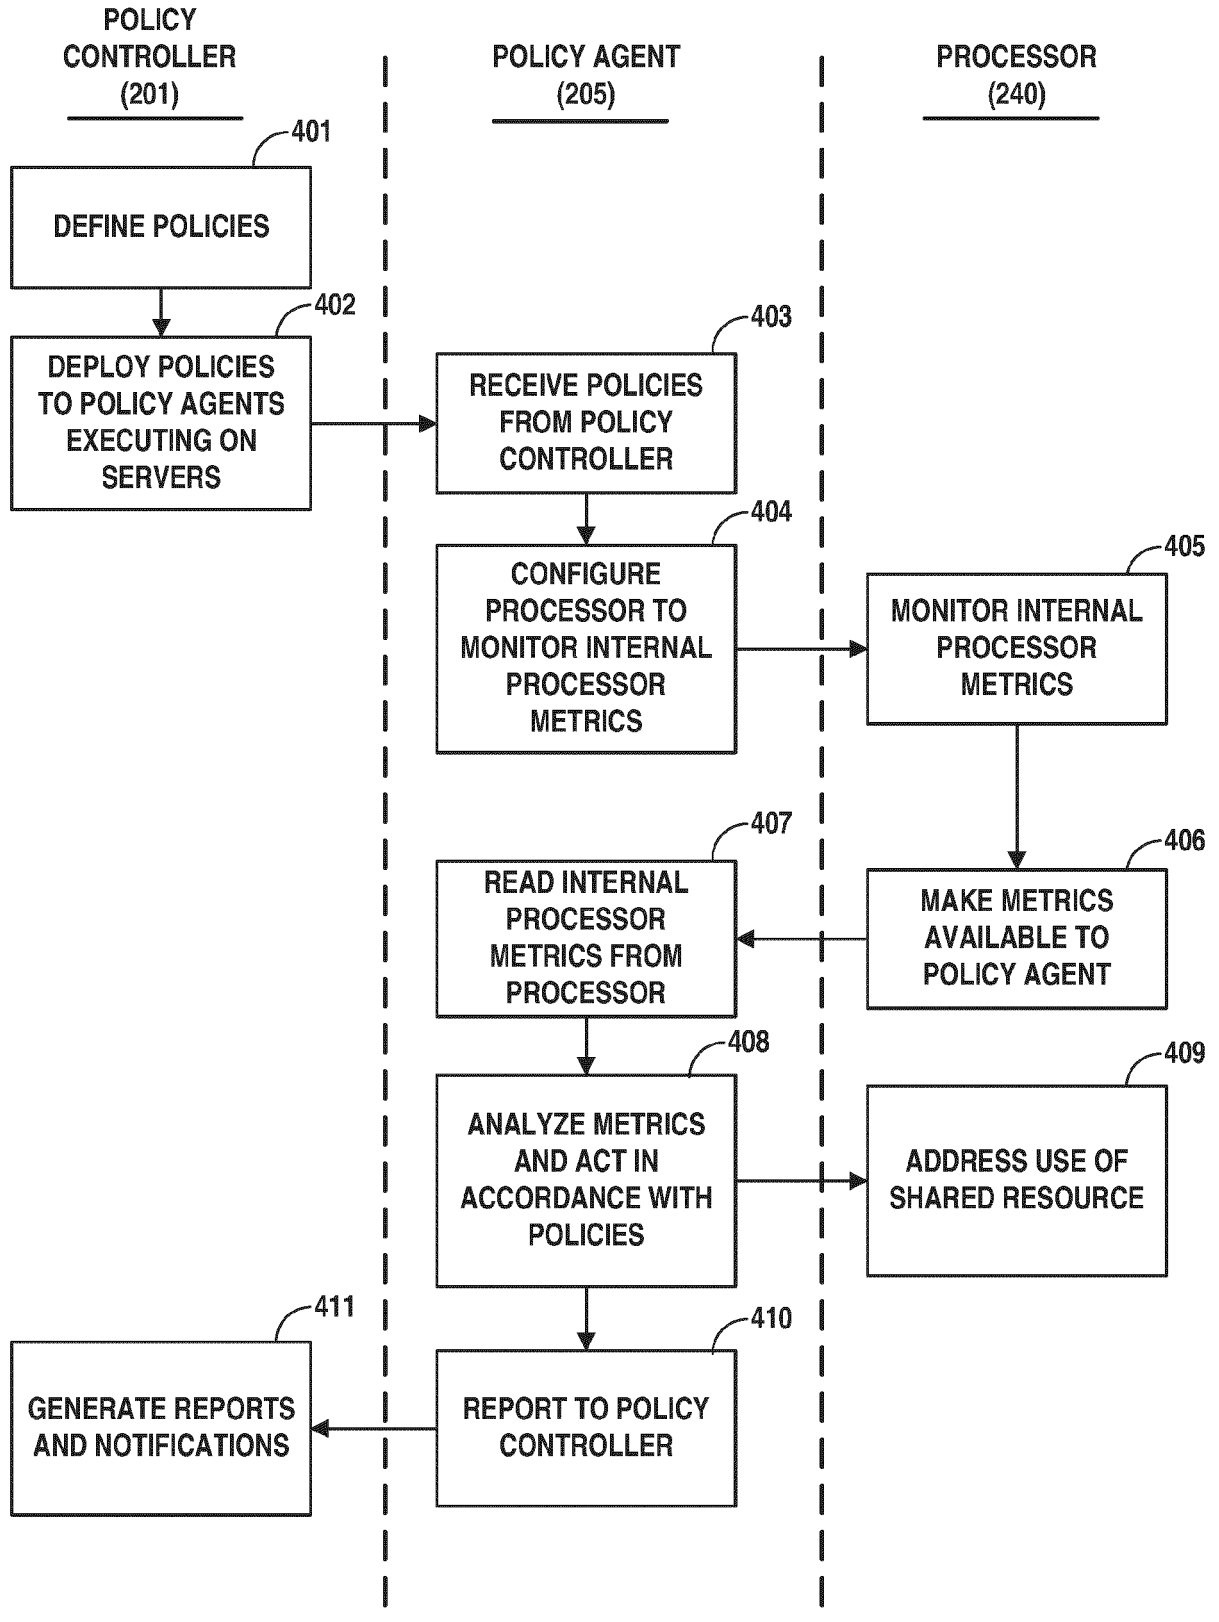 POLICY
CONTROLLER
(201)
POLICY AGENT
(205)
PROCESSOR
(240)
401
DEFINE POLICIES
402
DEPLOY POLICIES
TO POLICY AGENTS
EXECUTING ON
SERVERS
403
RECEIVE POLICIES
FROM POLICY
CONTROLLER
404
CONFIGURE
PROCESSOR TO
MONITOR INTERNAL
PROCESSOR
METRICS
405
MONITOR INTERNAL
PROCESSOR
METRICS
406
MAKE METRICS
AVAILABLE TO
POLICY AGENT
407
READ INTERNAL
PROCESSOR
METRICS FROM
PROCESSOR
408
ANALYZE METRICS
AND ACT IN
ACCORDANCE WITH
POLICIES
409
ADDRESS USE OF
SHARED RESOURCE
410
REPORT TO POLICY
CONTROLLER
411
GENERATE REPORTS
AND NOTIFICATIONS